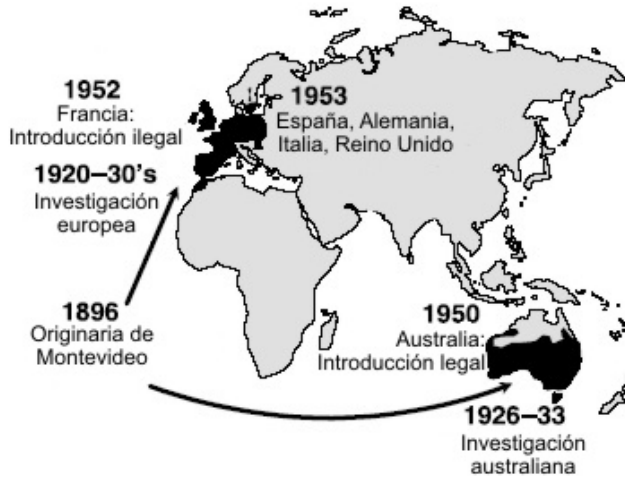 1952
Francia:
Introducción ilegal
1953
España, Alemania,
Italia, Reino Unido
1920–30's
Investigación
europea
1896
Originaria de
Montevideo
1950
Australia:
Introducción legal
1926–33
Investigación
australiana